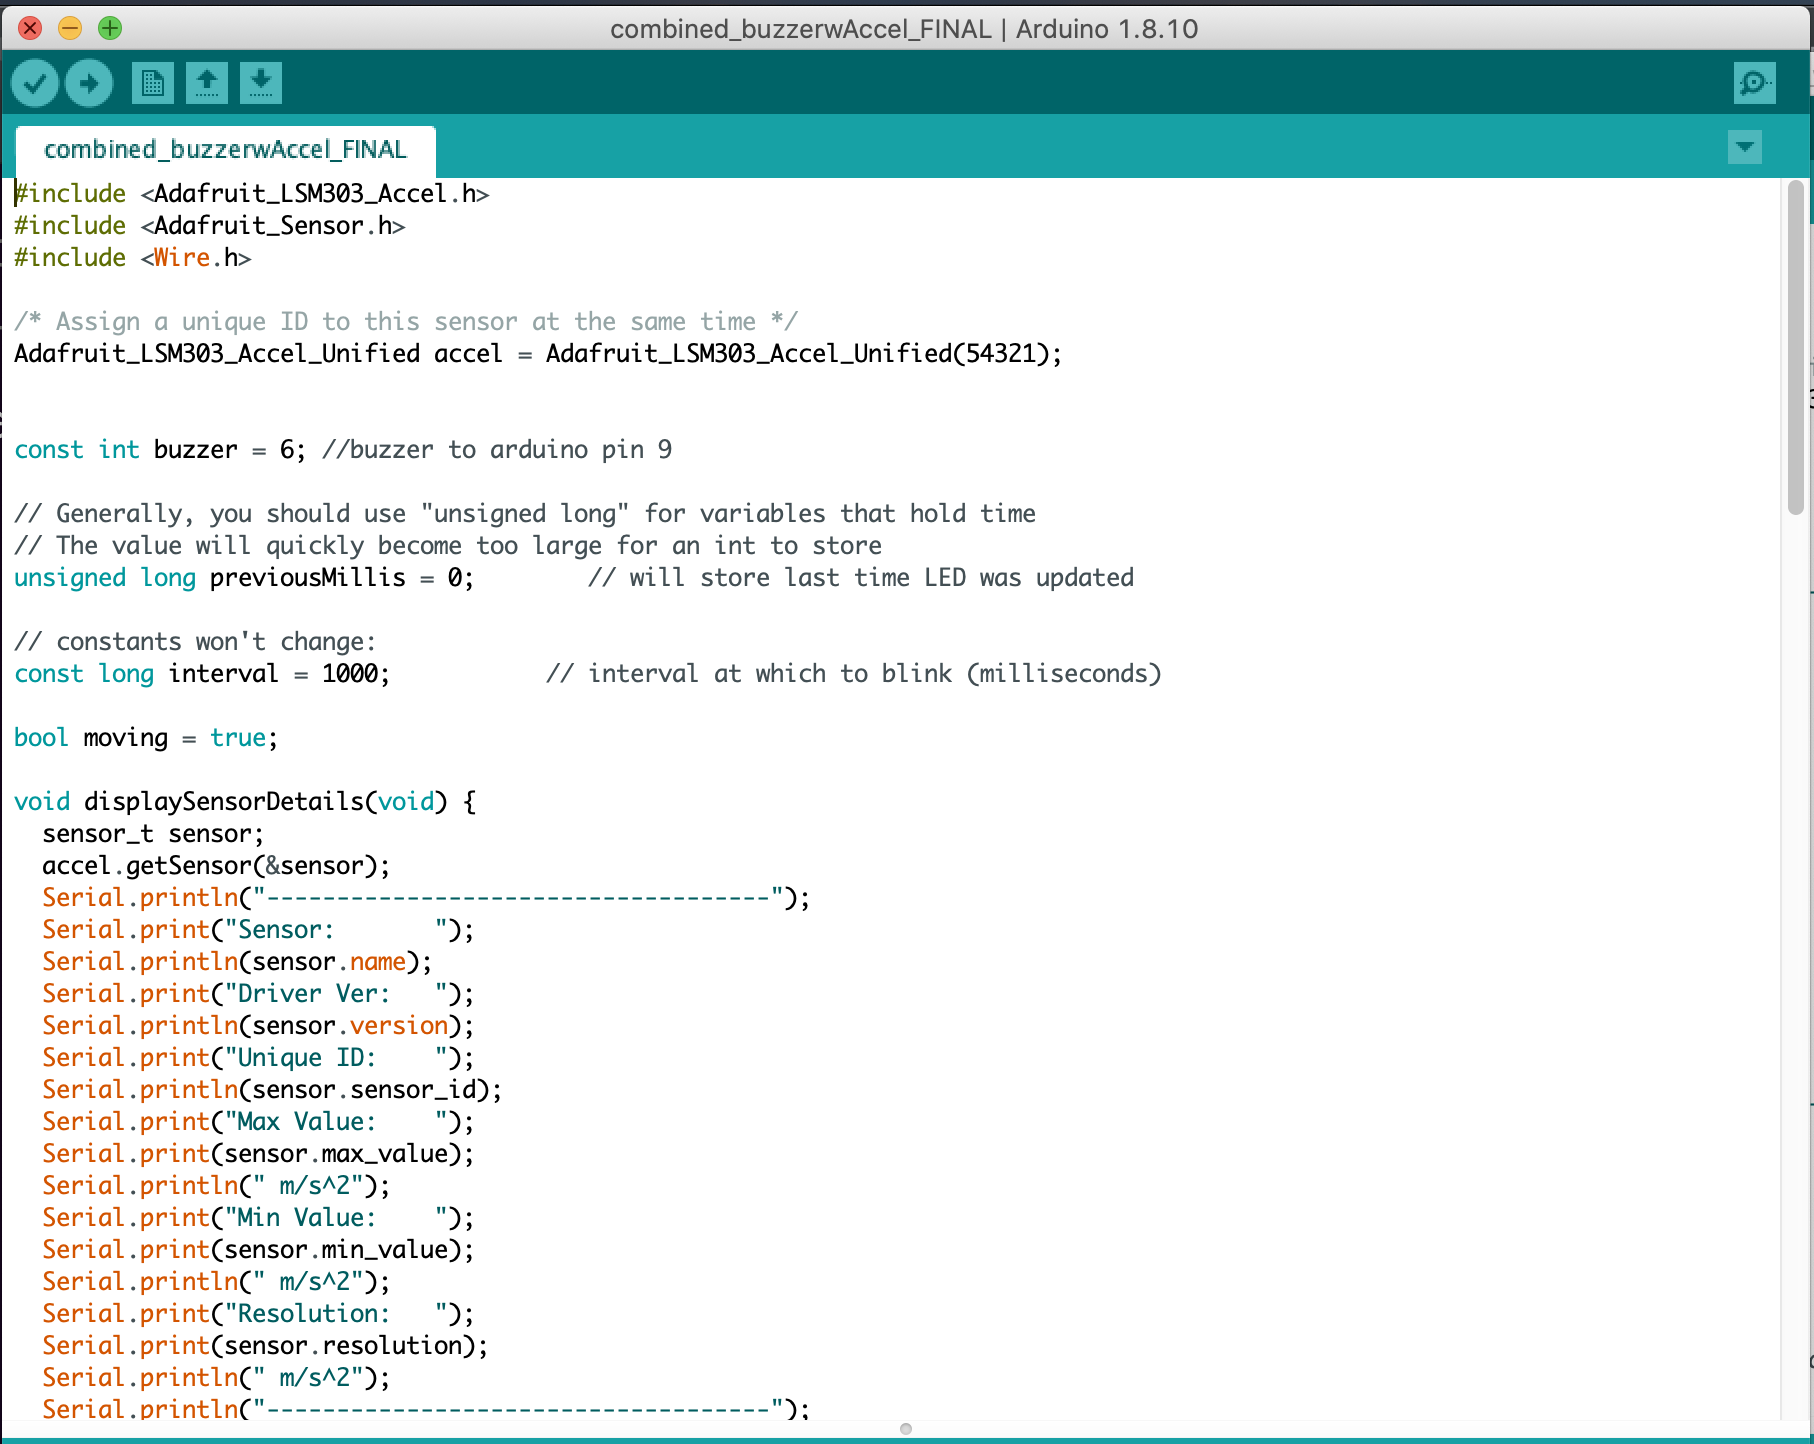 combined_buzzerwAccel_FINAL | Arduino 1.8.10
combined_buzzerwAccel_FINAL
#include <Adafruit_LSM303_Accel.h>
#include <Adafruit_Sensor.h>
#include <Wire.h>
/* Assign a unique ID to this sensor at the same time */
Adafruit_LSM303_Accel_Unified accel = Adafruit_LSM303_Accel_Unified(54321);
const int buzzer = 6; //buzzer to arduino pin 9
// Generally, you should use "unsigned long" for variables that hold time
// The value will quickly become too large for an int to store
unsigned long previousMillis = 0;        // will store last time LED was updated
// constants won't change:
const long interval = 1000;           // interval at which to blink (milliseconds)
bool moving = true;
void displaySensorDetails(void) {
  sensor_t sensor;
  accel.getSensor(&sensor);
  Serial.println("------------------------------------");
  Serial.print("Sensor:       ");
  Serial.println(sensor.name);
  Serial.print("Driver Ver:   ");
  Serial.println(sensor.version);
  Serial.print("Unique ID:    ");
  Serial.println(sensor.sensor_id);
  Serial.print("Max Value:    ");
  Serial.print(sensor.max_value);
  Serial.println(" m/s^2");
  Serial.print("Min Value:    ");
  Serial.print(sensor.min_value);
  Serial.println(" m/s^2");
  Serial.print("Resolution:   ");
  Serial.print(sensor.resolution);
  Serial.println(" m/s^2");
  Serial.println("------------------------------------");